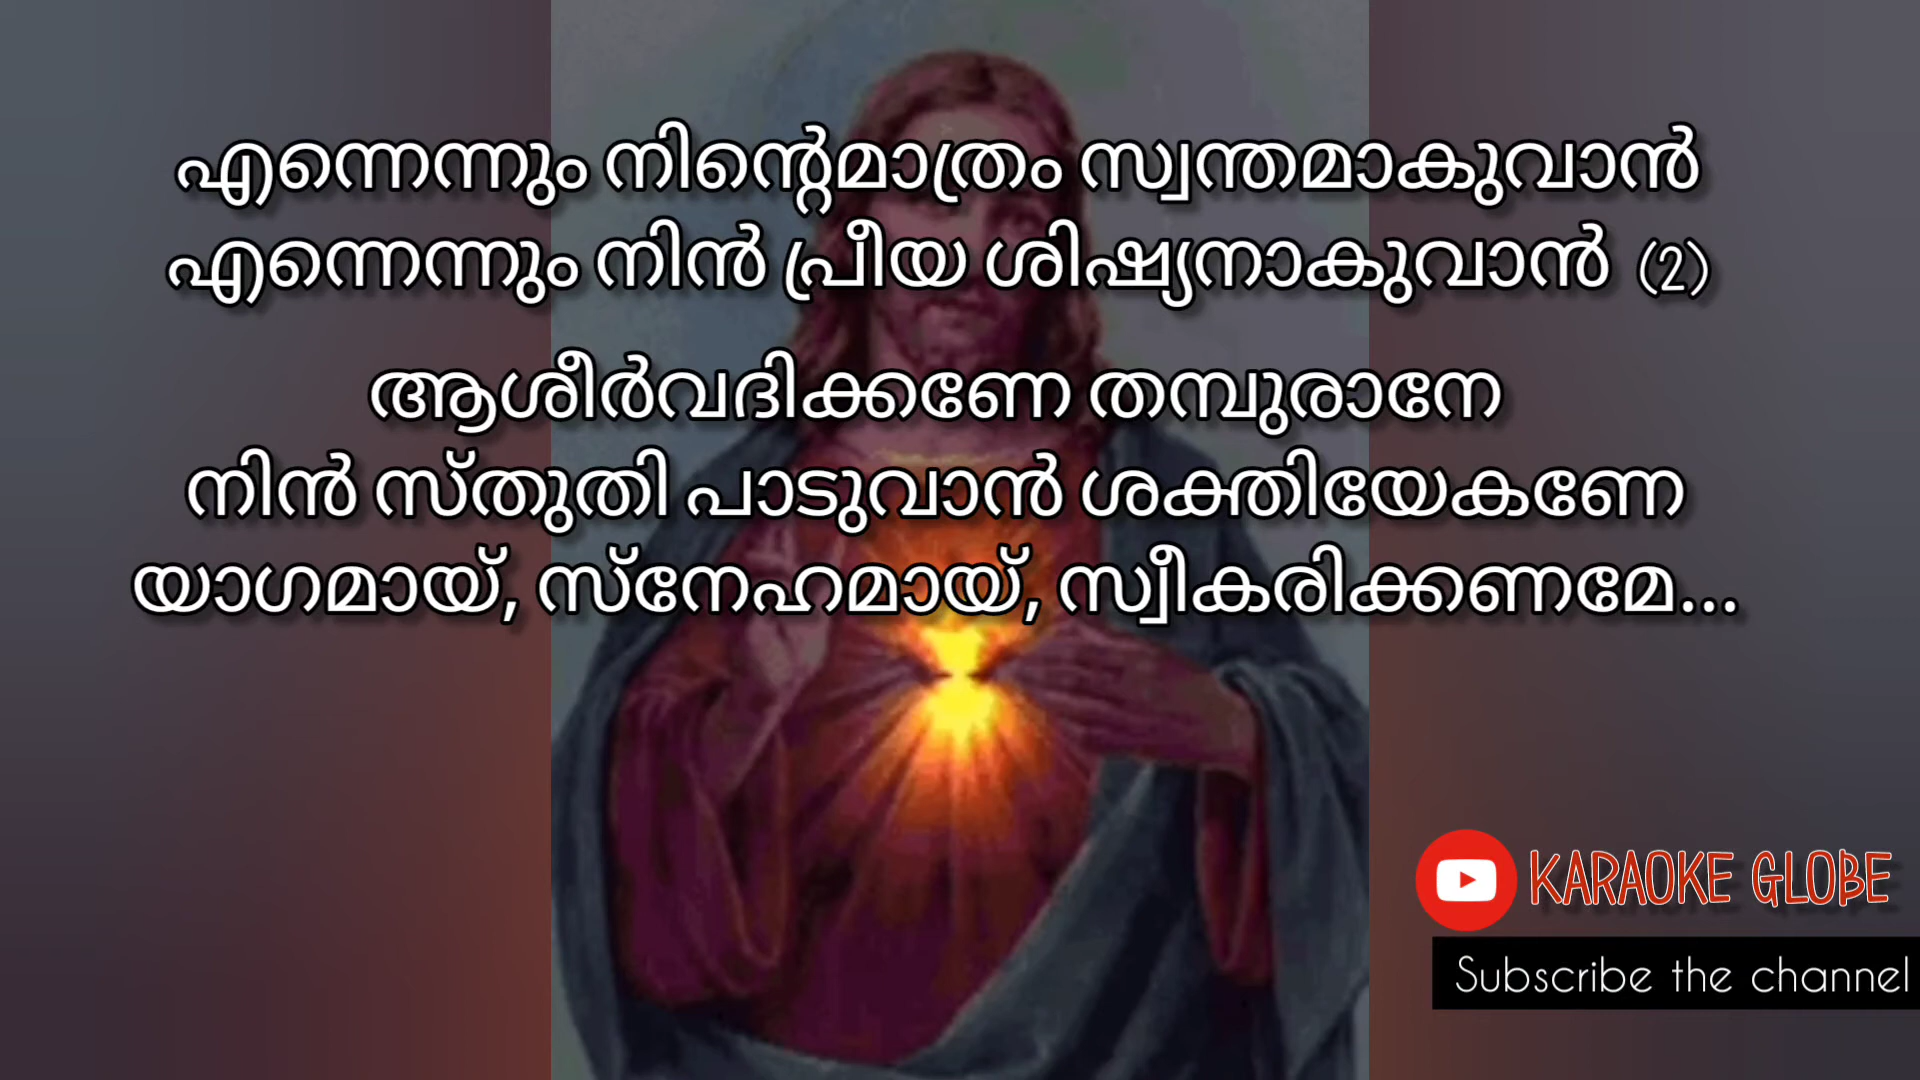 എന്നെന്നും നിന്റെമാത്രം സ്വന്തമാകുവാൻ
എന്നെന്നും നിൻ പ്രീയ ശിഷ്യനാകുവാൻ (2)
ആശീർവദിക്കണേ തമ്പുരാനേ
നിൻ സ്തുതി പാടുവാൻ ശക്തിയേകണേ
യാഗമായ്, സ്നേഹമായ്, സ്വീകരിക്കണമേ...
KARAOKE GLOBE
Subscribe the channel